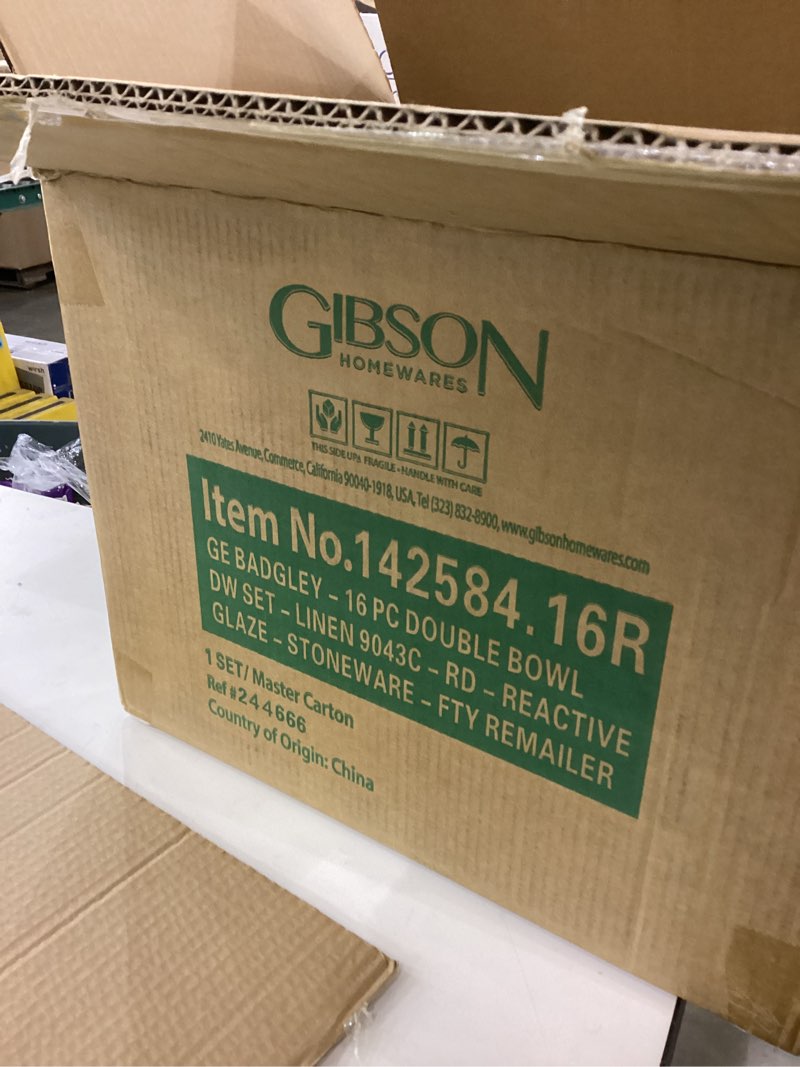 GIBSON
HOMEWARES
THIS SIDE UP FRAGILE - HANDLE WITH CARE
2410 Yates Avenue, Commerce, California 90040-1918, USA, Tel (323) 832-8900, www.gibsonhomewares.com
Item No.142584.16R
GE BADGLEY – 16 PC DOUBLE BOWL
DW SET – LINEN 9043C – RD – REACTIVE
GLAZE – STONEWARE – FTY REMAILER
1 SET/ Master Carton
Ref #244666
Country of Origin: China